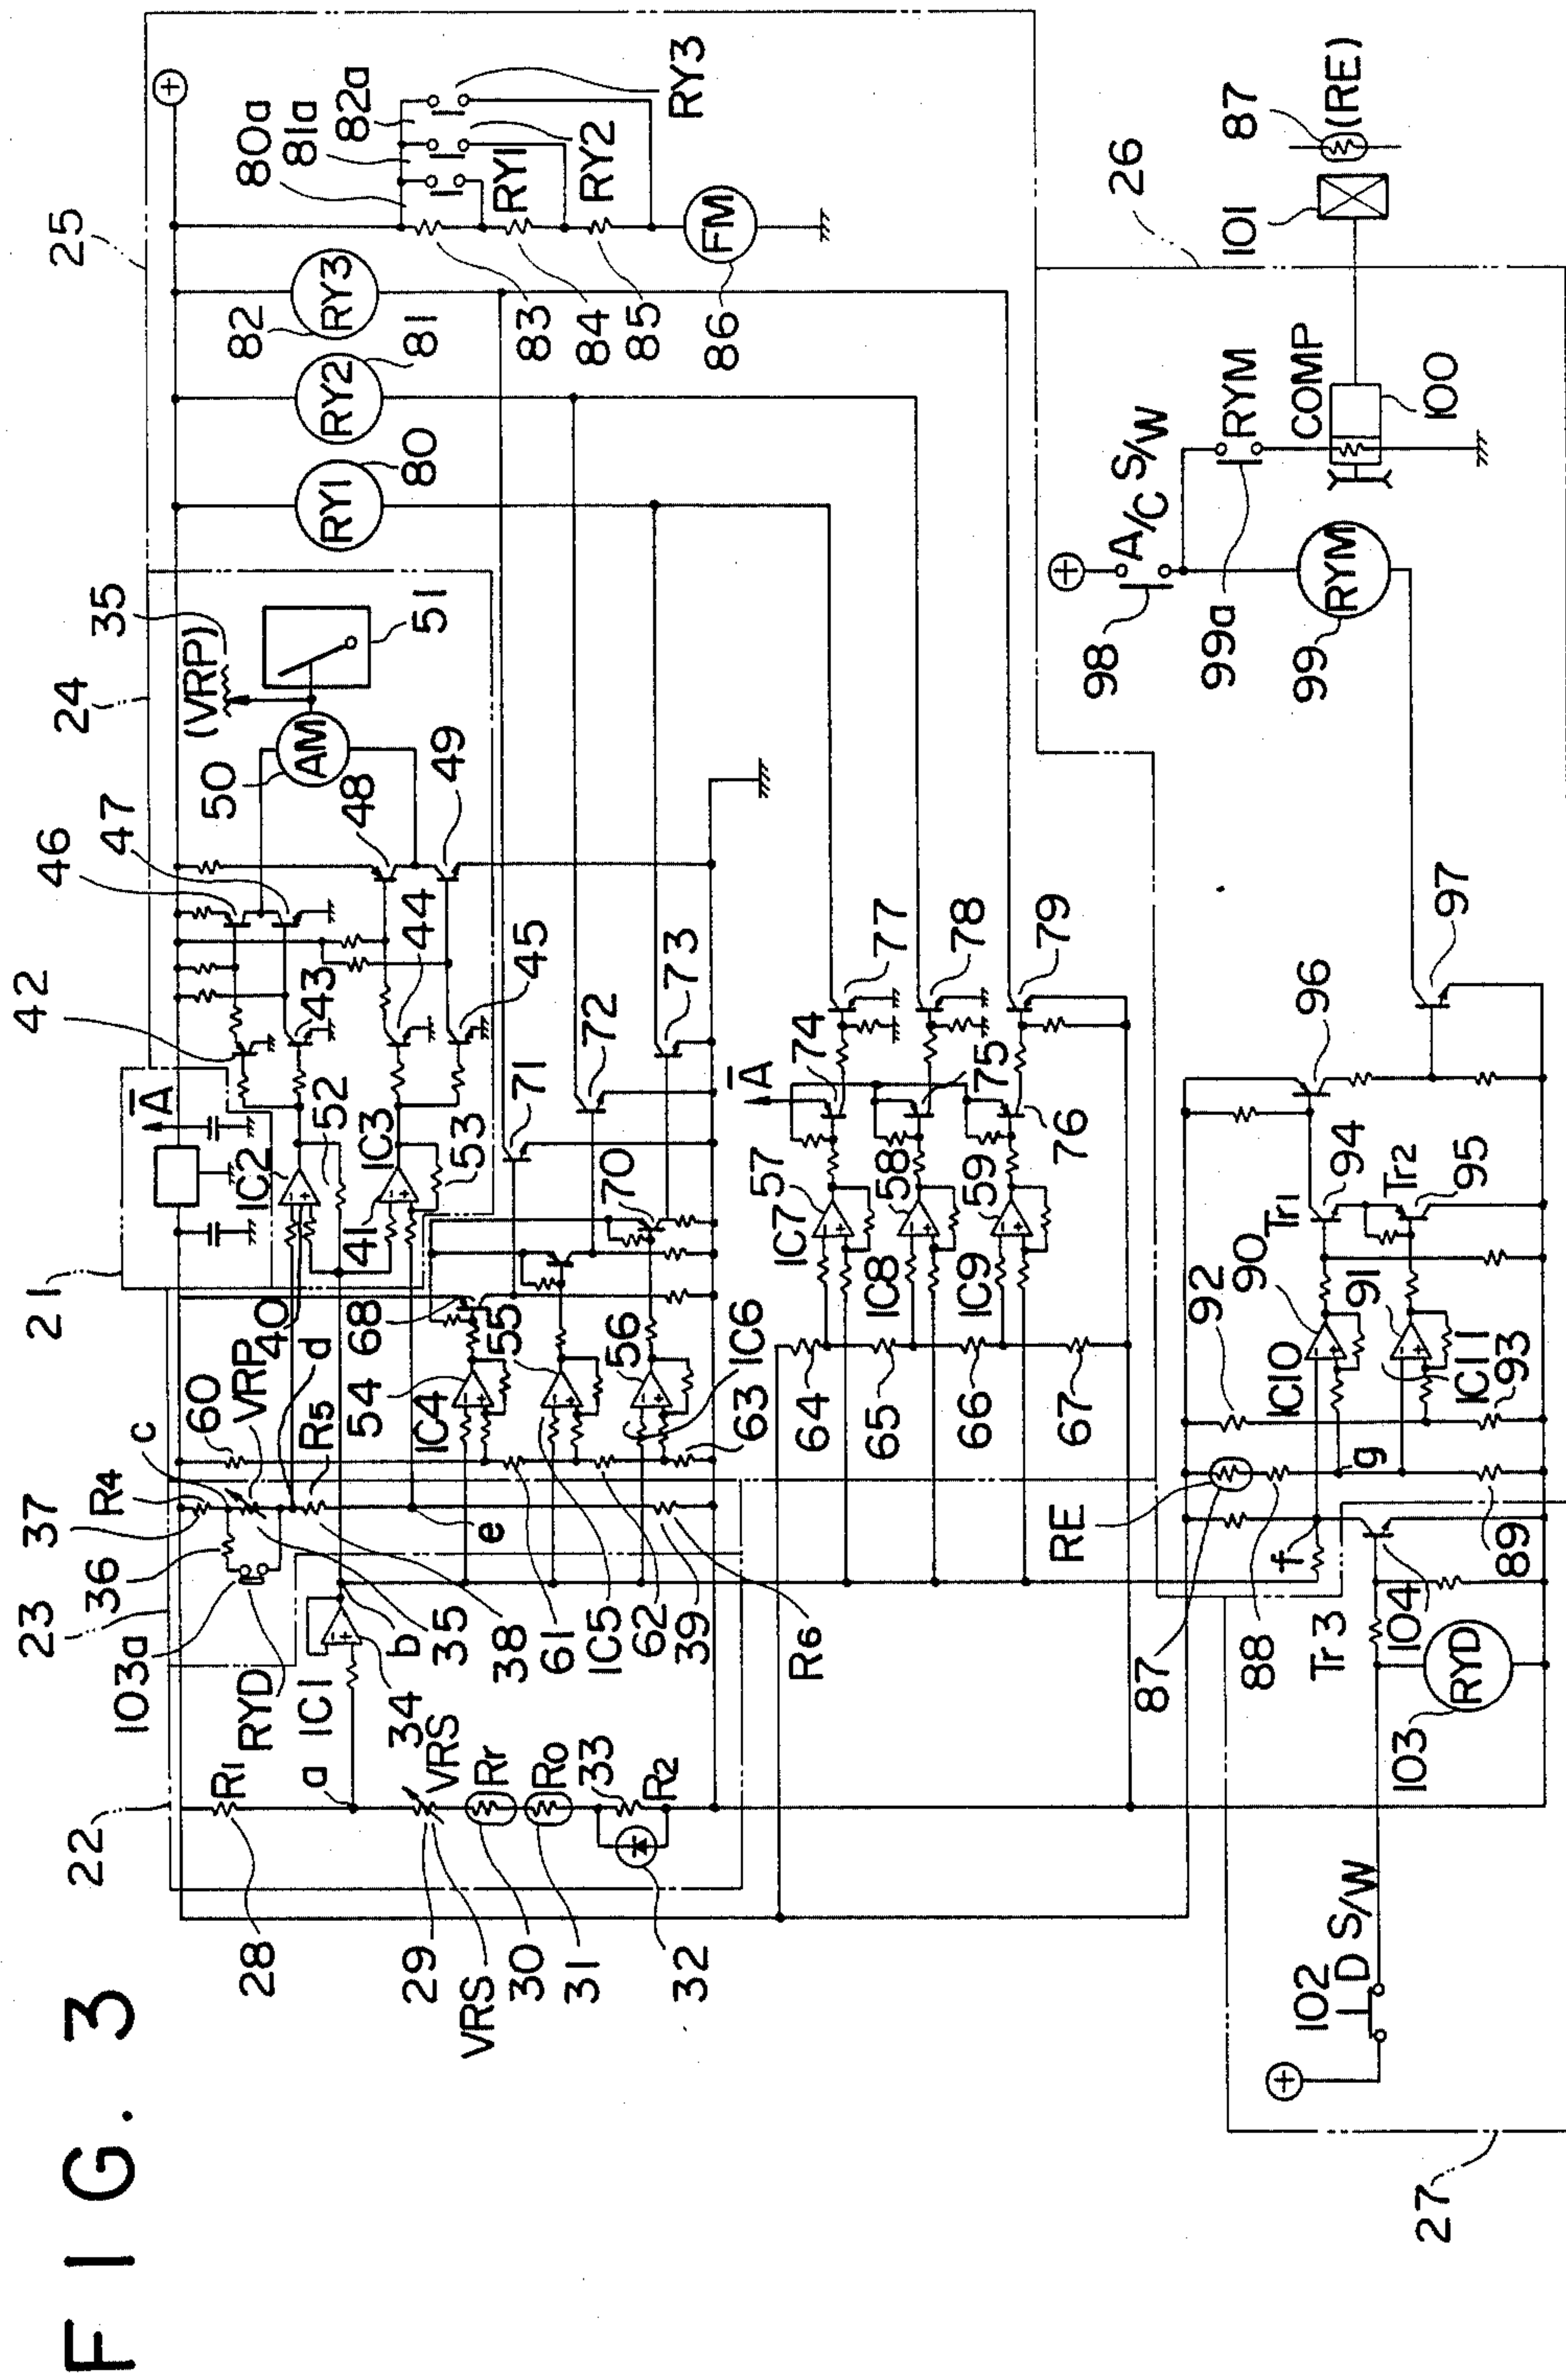 FIG. 3
21
22
23
24
25
26
27
28
R1
a
29
VRS
VRS
30
Rr
31
Ro
32
33
R2
IC1
34
b
103a
RYD
36
37
R4
c
VRP
35
d
R5
38
e
39
R6
40
IC2
52
41
IC3
53
A
42
43
44
45
46
47
48
49
50
AM
(VRP)
35
51
60
54
IC4
61
55
IC5
62
56
IC6
63
68
70
71
72
73
64
65
66
67
IC7
57
IC8
58
IC9
59
A
74
75
76
77
78
79
RY1
80
RY2
81
RY3
82
80a
81a
82a
RY1
RY2
RY3
83
84
85
FM
86
RE
87
88
89
f
g
Tr3
104
RYD
103
102
D S/W
92
IC10
90
91
IC11
93
Tr1
94
Tr2
95
96
97
98
A/C S/W
99
RYM
99a
RYM
COMP
100
101
87
(RE)